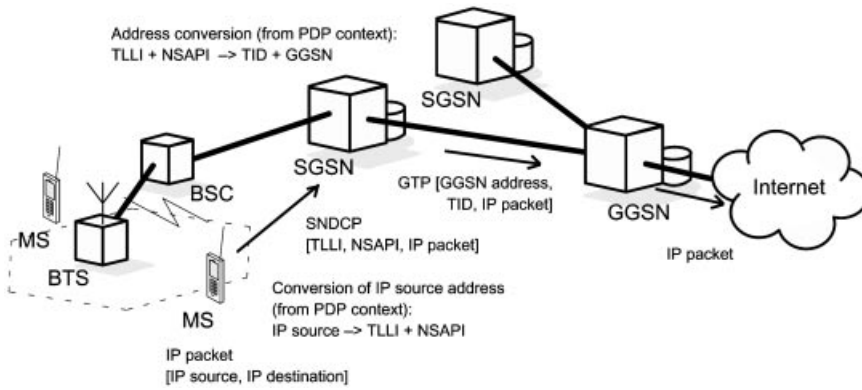 Address conversion (from PDP context):
TLLI + NSAPI –> TID + GGSN
SGSN
SGSN
BSC
MS
BTS
GTP [GGSN address,
TID, IP packet]
GGSN
Internet
IP packet
SNDCP
[TLLI, NSAPI, IP packet]
MS
Conversion of IP source address
(from PDP context):
IP source –> TLLI + NSAPI
IP packet
[IP source, IP destination]